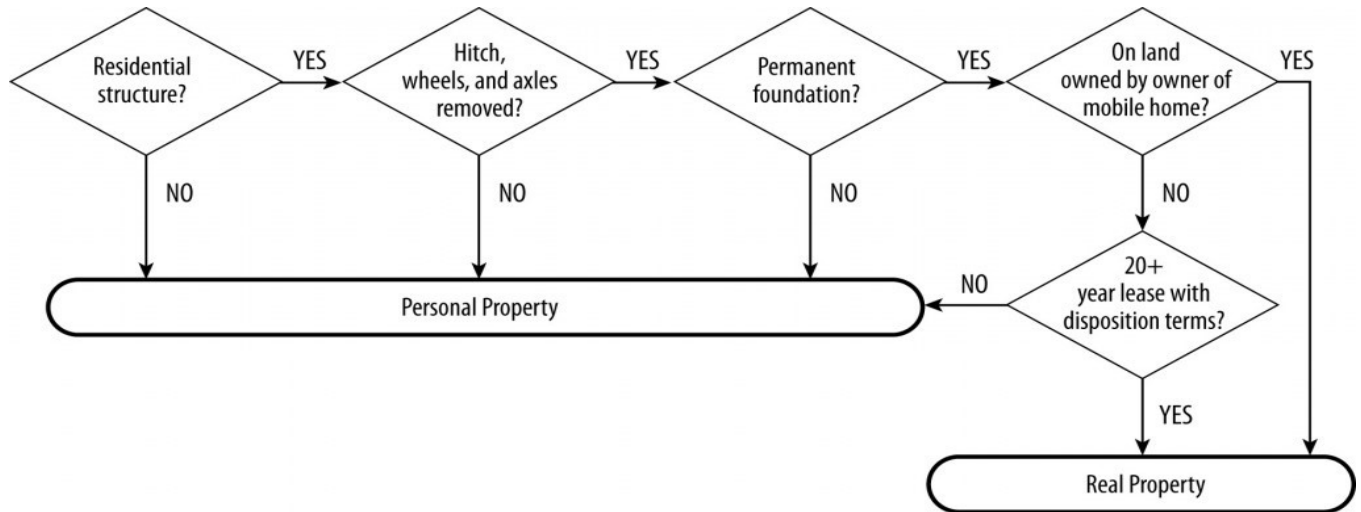 Residential
structure?
YES
Hitch,
wheels, and axles
removed?
YES
Permanent
foundation?
YES
On land
owned by owner of
mobile home?
YES
NO
NO
NO
NO
20+
year lease with
disposition terms?
NO
Personal Property
YES
Real Property